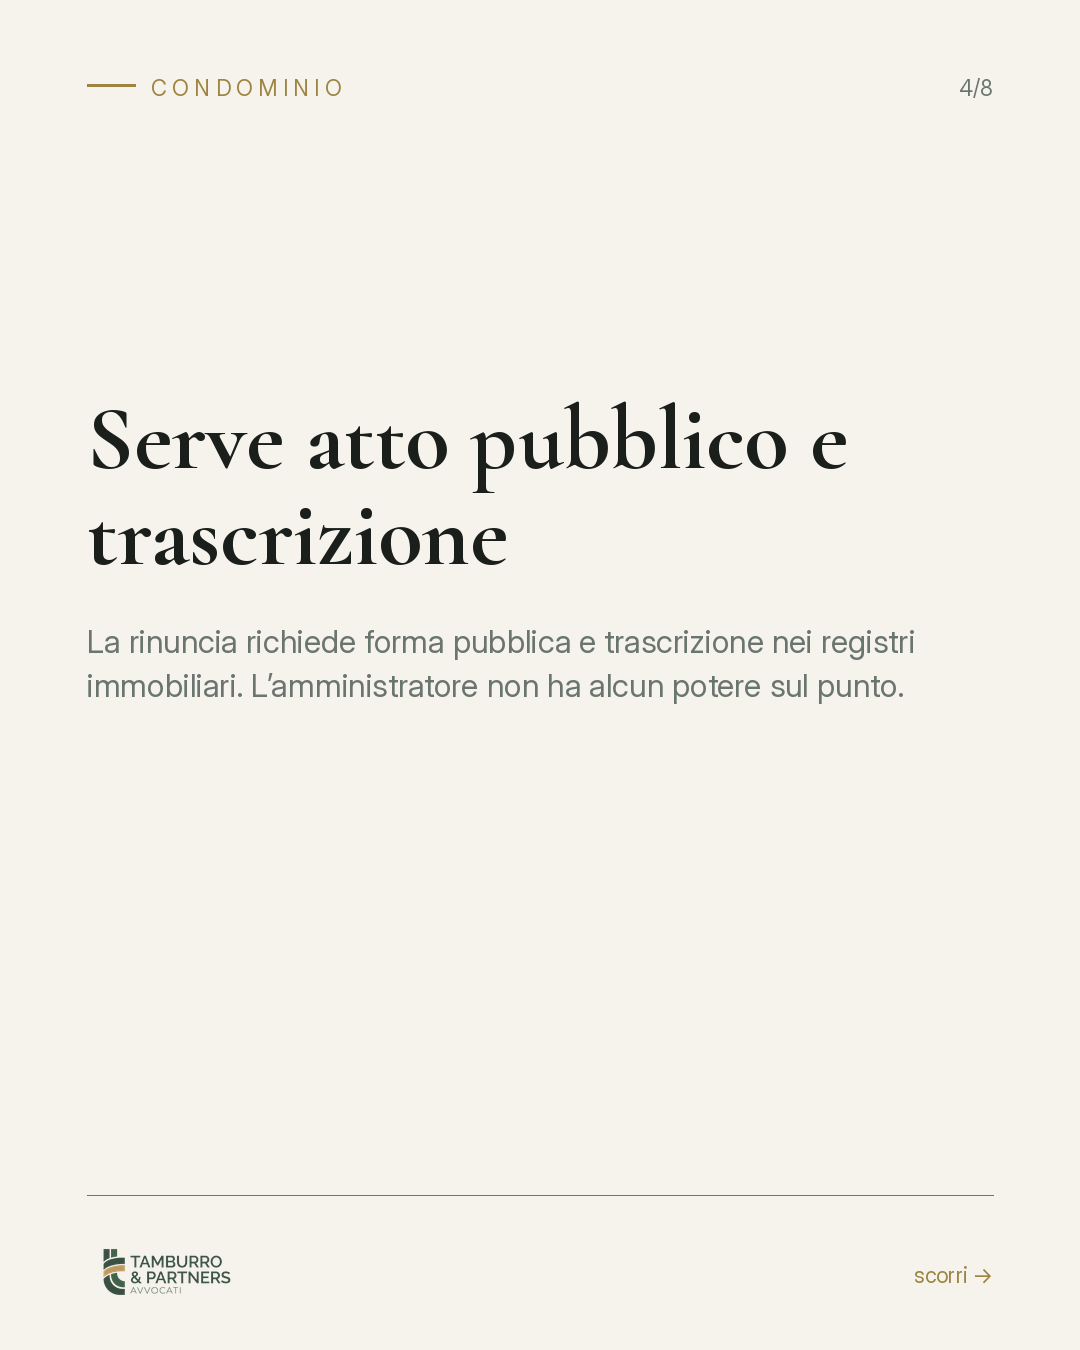 CONDOMINIO
4/8
Serve atto pubblico e
trascrizione
La rinuncia richiede forma pubblica e trascrizione nei registri
immobiliari. L’amministratore non ha alcun potere sul punto.
TAMBURRO
& PARTNERS
AVVOCATI
scorri →